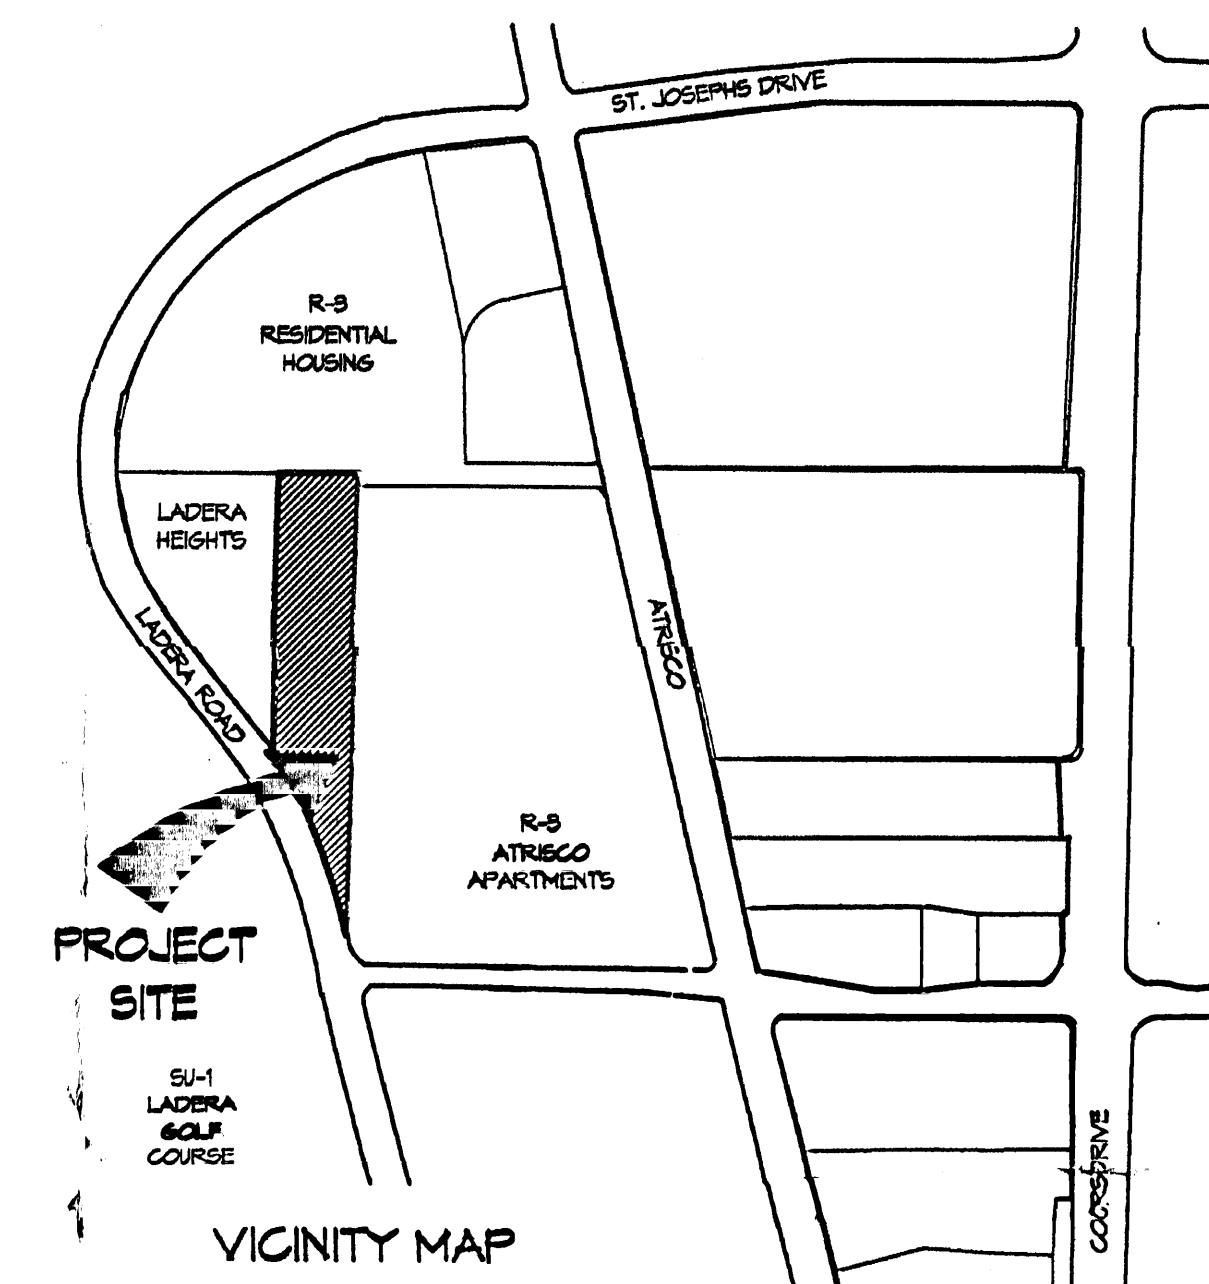 ST. JOSEPHS DRIVE
R-3
RESIDENTIAL
HOUSING
LADERA
HEIGHTS
LADERA ROAD
ATRISCO
R-3
ATRISCO
APARTMENTS
PROJECT
SITE
SU-1
LADERA
GOLF
COURSE
COORS DRIVE
VICINITY MAP